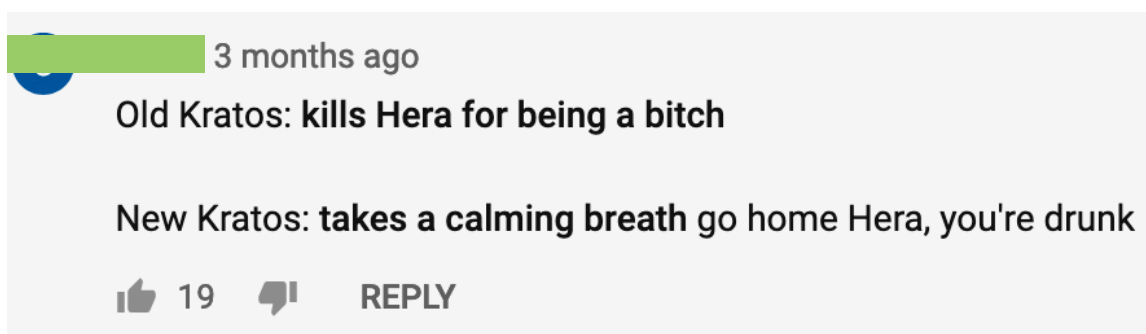 3 months ago
Old Kratos: kills Hera for being a bitch
New Kratos: takes a calming breath go home Hera, you're drunk
19 REPLY